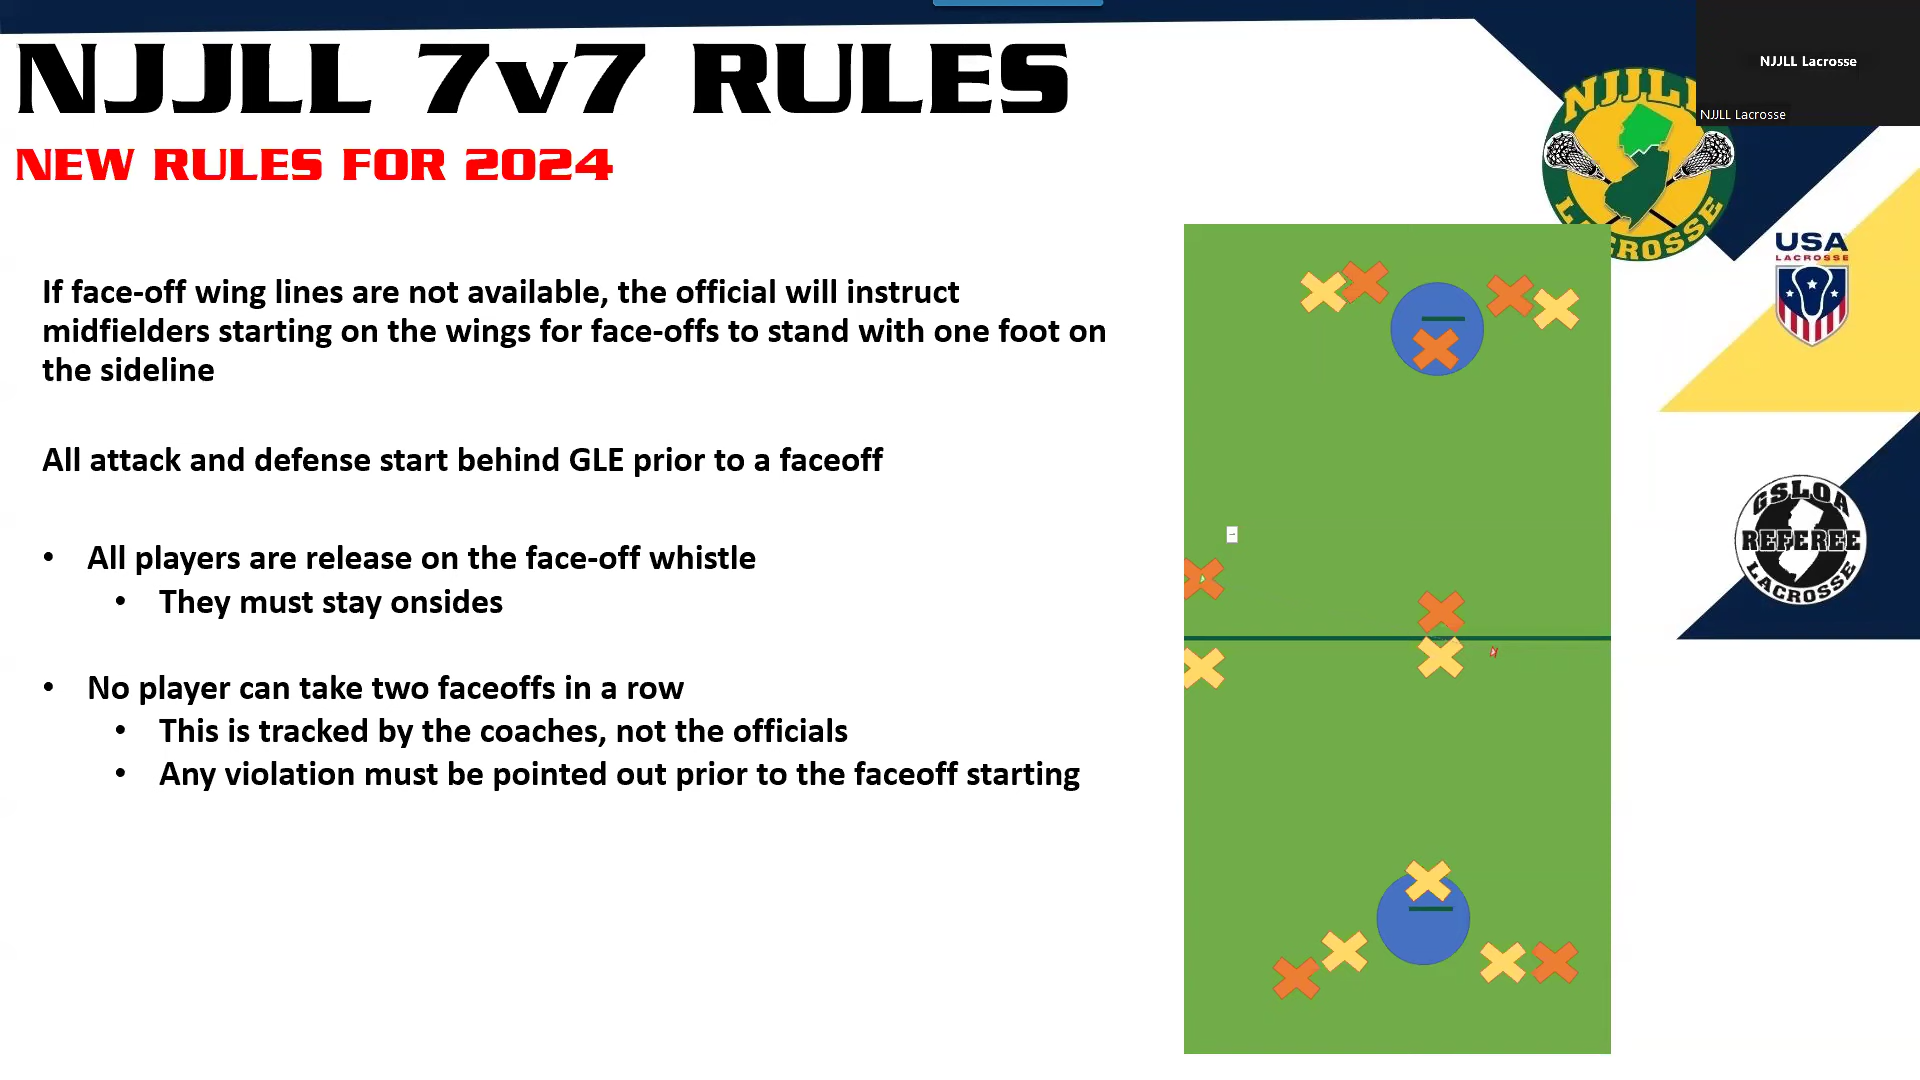 NJJLL 7v7 RULES
NEW RULES FOR 2024
NJJLL Lacrosse
NJJLL Lacrosse
NJJLL
LACROSSE
USA
LACROSSE
If face-off wing lines are not available, the official will instruct
midfielders starting on the wings for face-offs to stand with one foot on
the sideline
All attack and defense start behind GLE prior to a faceoff
• All players are release on the face-off whistle
• They must stay onsides
• No player can take two faceoffs in a row
• This is tracked by the coaches, not the officials
• Any violation must be pointed out prior to the faceoff starting
GSLOA
REFEREE
LACROSSE